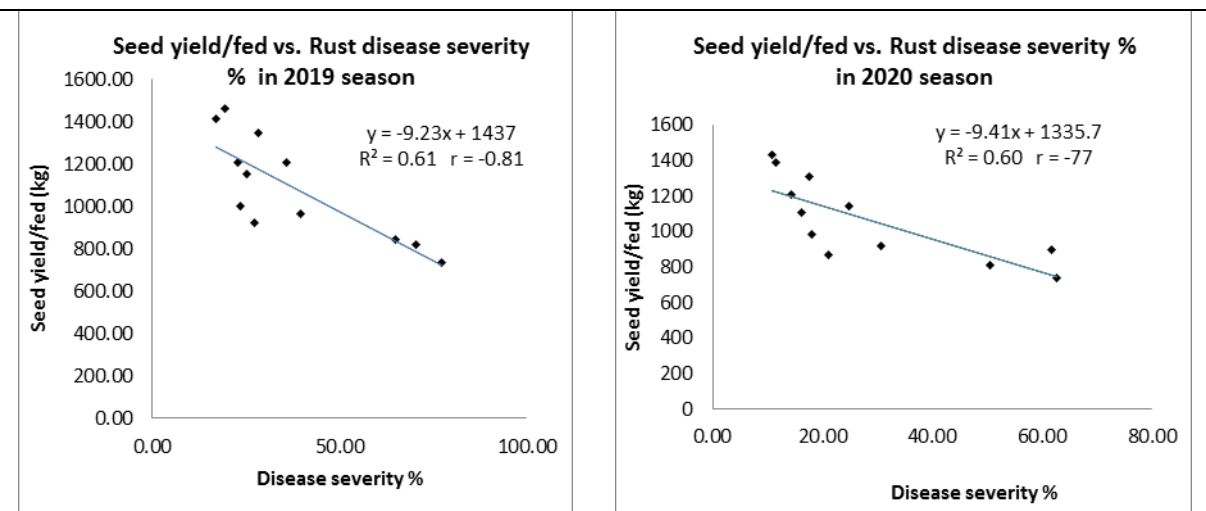 Seed yield/fed vs. Rust disease severity
% in 2019 season
1600.00
1400.00
1200.00
1000.00
800.00
600.00
400.00
200.00
0.00
Seed yield/fed (kg)
y = -9.23x + 1437
R² = 0.61 r = -0.81
0.00 50.00 100.00
Disease severity %
Seed yield/fed vs. Rust disease severity %
in 2020 season
1600
1400
1200
1000
800
600
400
200
0
Seed yield/fed (kg)
y = -9.41x + 1335.7
R² = 0.60 r = -77
0.00 20.00 40.00 60.00 80.00
Disease severity %